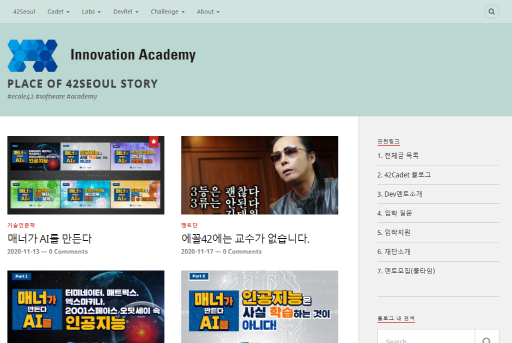 42Seoul Cadet Labs DevRel Challenge About
Innovation Academy
PLACE OF 42SEOUL STORY
#ecole42 #software #academy
3등은 괜찮다
3류는 안된다
기술인문학
매너가 AI를 만든다
2020-11-13 — 0 Comments
멘토단
에꼴42에는 교수가 없습니다.
2020-11-17 — 0 Comments
Part 1
매너가 만든다 AI를
터미네이터, 매트릭스,
엑스마키나,
2001스페이스 오딧세이 속
인공지능
Part 2
매너가 만든다 AI를
인공지능은
사실 학습하는 것이
아니다!
관련링크
1. 전체글 목록
2. 42Cadet 블로그
3. Dev멘토소개
4. 입학 질문
5. 입학지원
6. 재단소개
7. 멘토모집(풀타임)
블로그 내 검색
Search